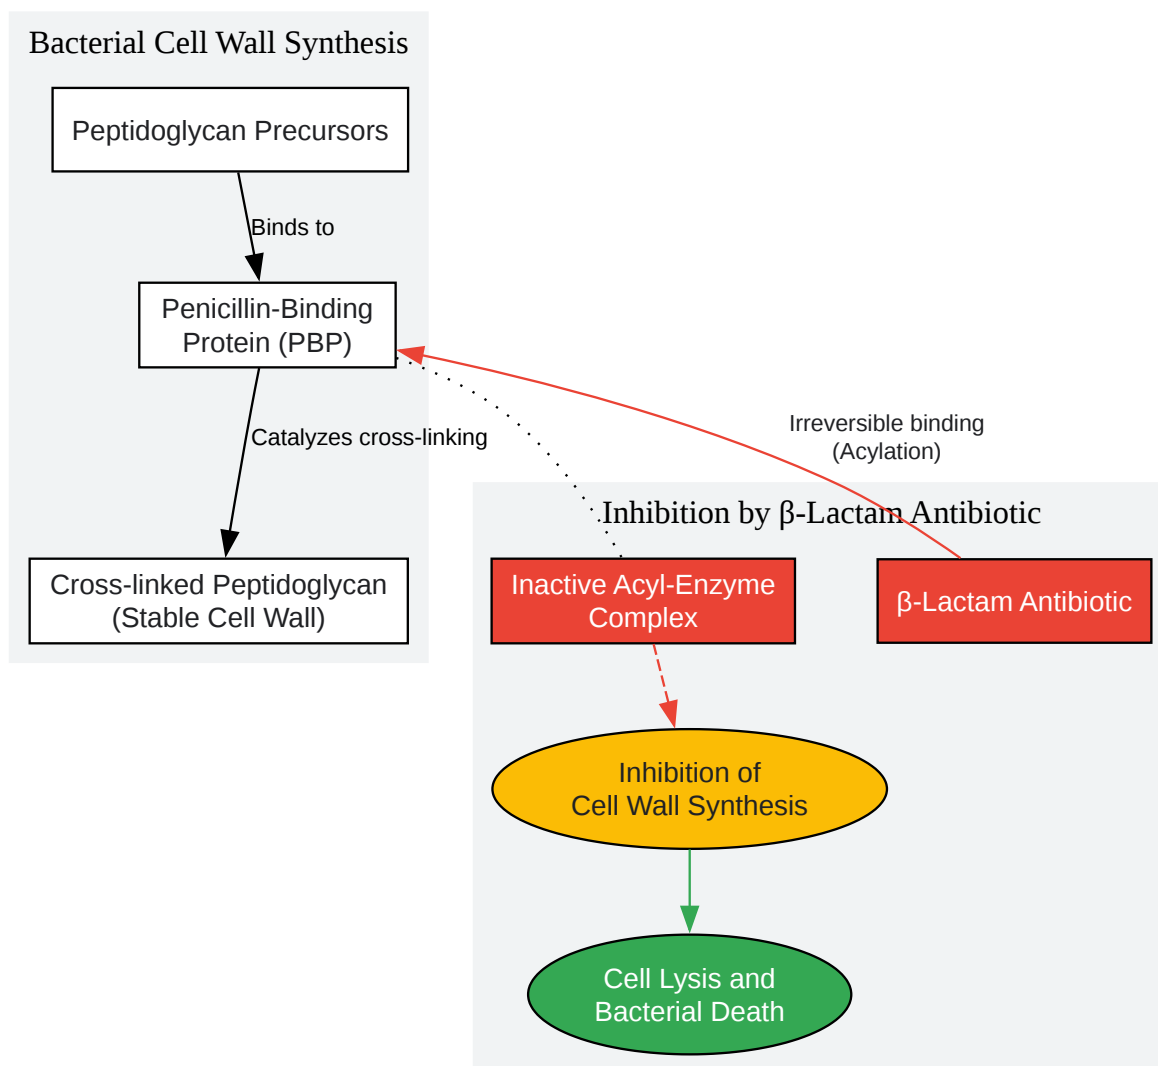 Bacterial Cell Wall Synthesis
Peptidoglycan Precursors
Binds to
Penicillin-Binding
Protein (PBP)
Catalyzes cross-linking
Cross-linked Peptidoglycan
(Stable Cell Wall)
Irreversible binding
(Acylation)
Inhibition by β-Lactam Antibiotic
Inactive Acyl-Enzyme
Complex
β-Lactam Antibiotic
Inhibition of
Cell Wall Synthesis
Cell Lysis and
Bacterial Death